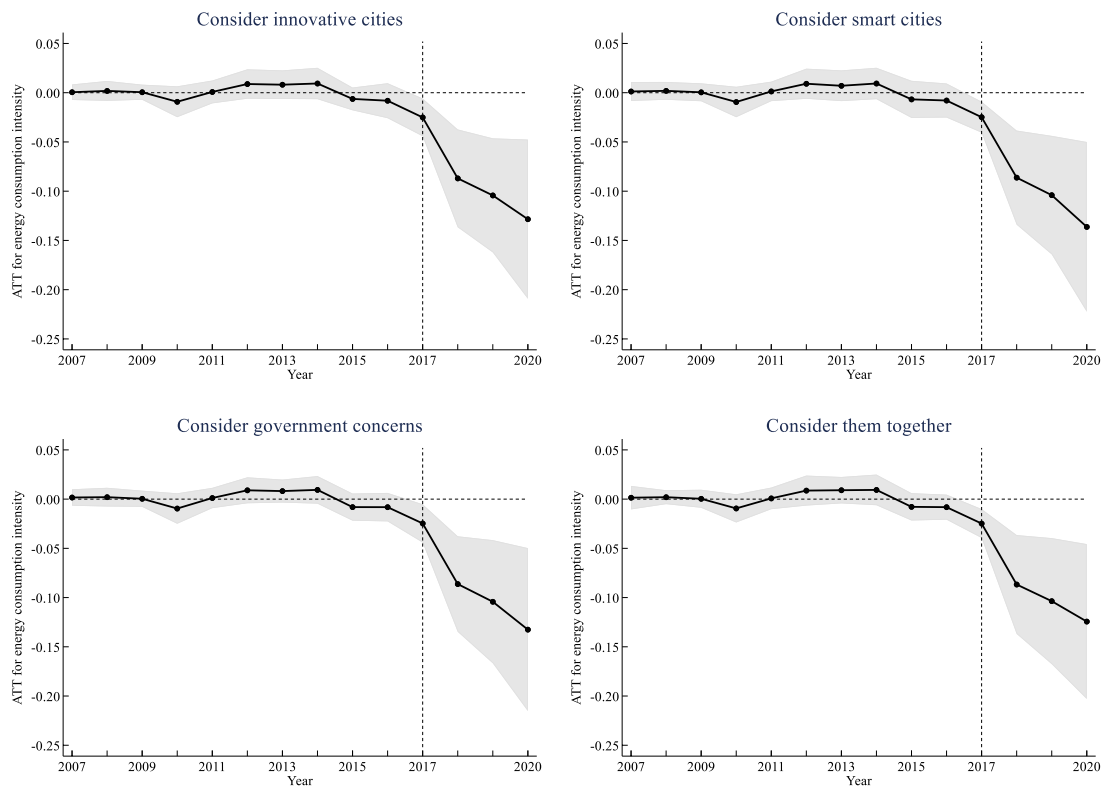 Consider innovative cities
ATT for energy consumption intensity
0.05
0.00
-0.05
-0.10
-0.15
-0.20
-0.25
2007 2009 2011 2013 2015 2017 2020
Year
Consider smart cities
ATT for energy consumption intensity
0.05
0.00
-0.05
-0.10
-0.15
-0.20
-0.25
2007 2009 2011 2013 2015 2017 2020
Year
Consider government concerns
ATT for energy consumption intensity
0.05
0.00
-0.05
-0.10
-0.15
-0.20
-0.25
2007 2009 2011 2013 2015 2017 2020
Year
Consider them together
ATT for energy consumption intensity
0.05
0.00
-0.05
-0.10
-0.15
-0.20
-0.25
2007 2009 2011 2013 2015 2017 2020
Year